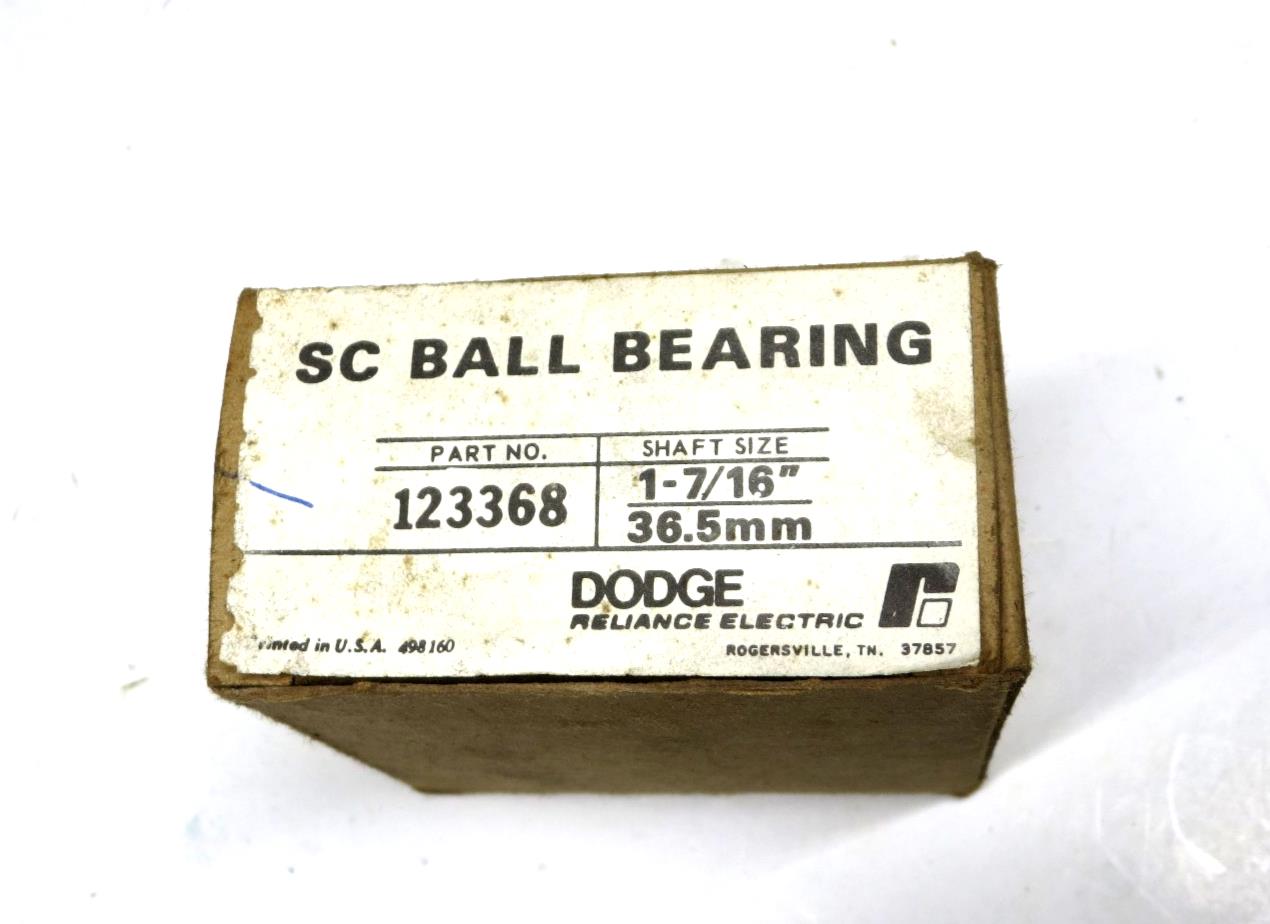 SC BALL BEARING
PART NO. SHAFT SIZE
123368 1-7/16"
36.5mm
DODGE
RELIANCE ELECTRIC
Printed in U.S.A. 498160 ROGERSVILLE, TN. 37857